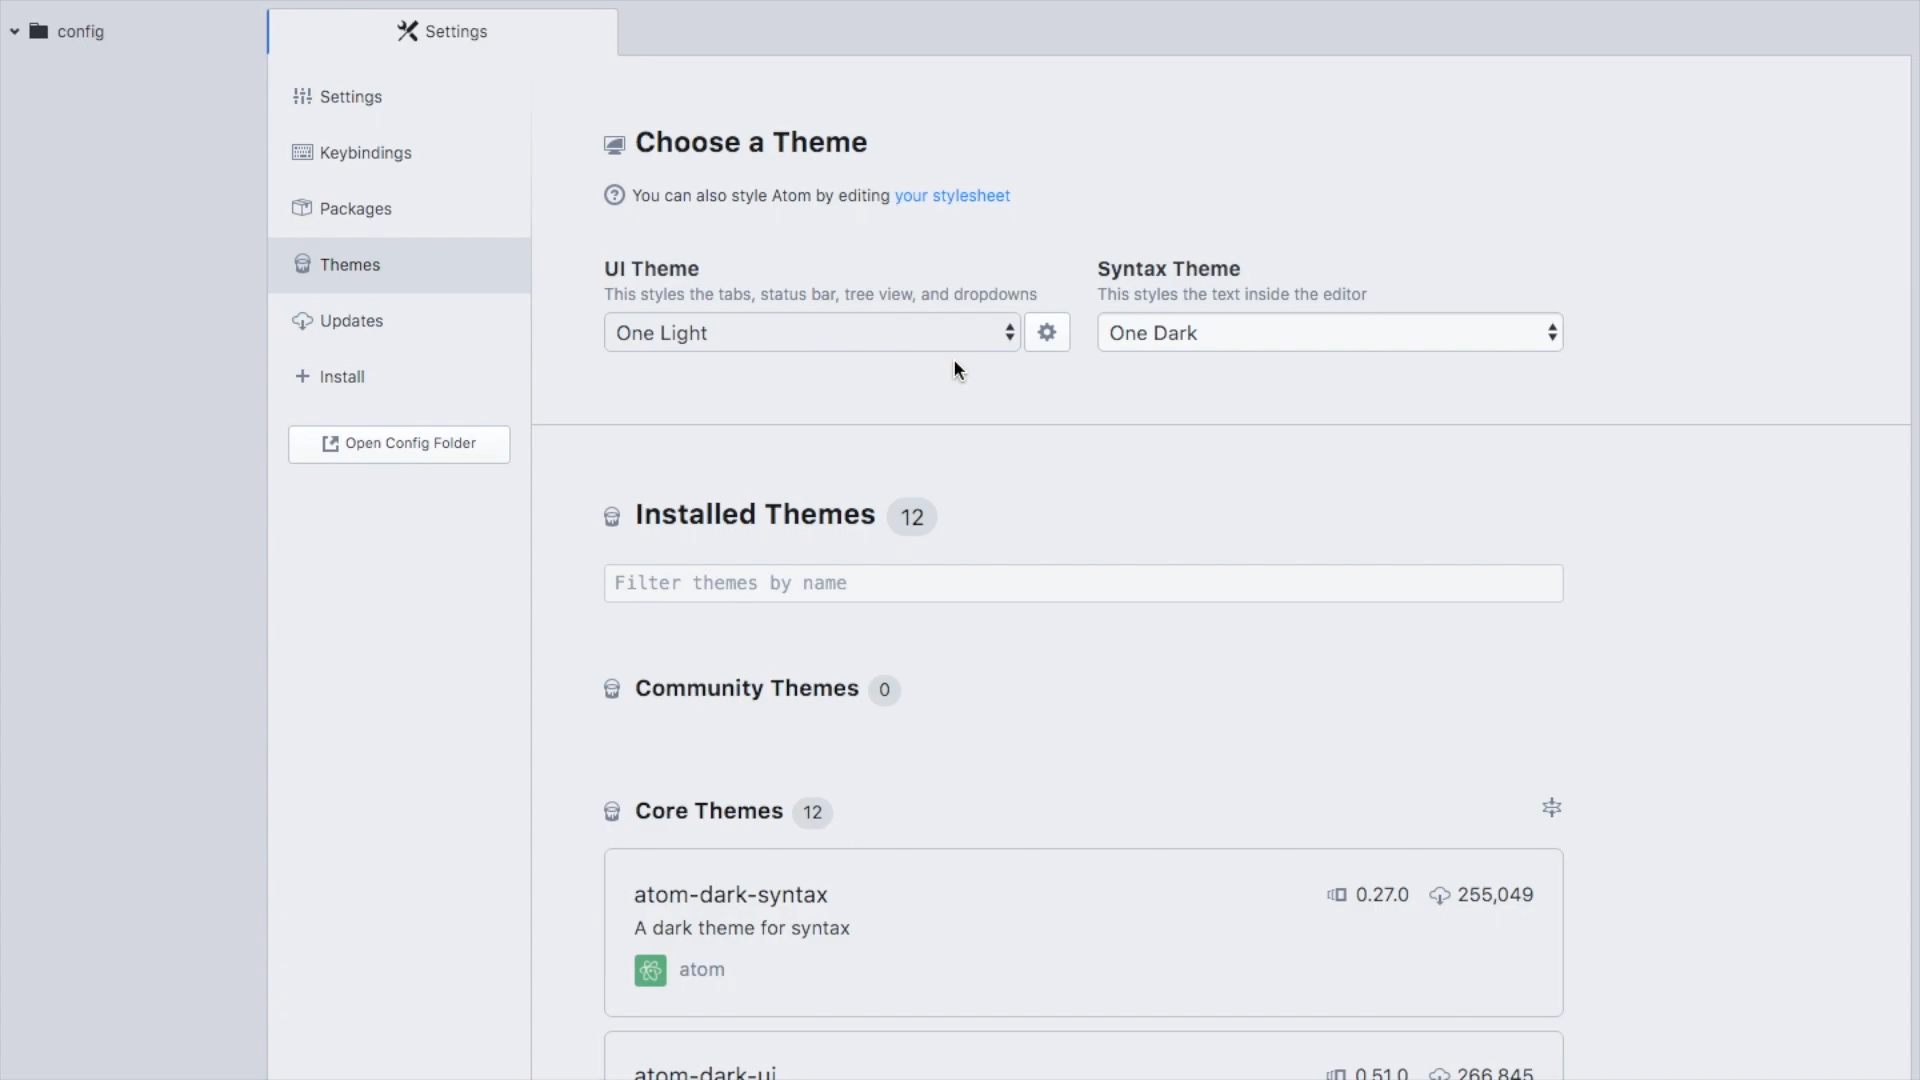 config
Settings
Settings
Keybindings
Packages
Themes
Updates
Install
Open Config Folder
Choose a Theme
You can also style Atom by editing your stylesheet
UI Theme
This styles the tabs, status bar, tree view, and dropdowns
One Light
Syntax Theme
This styles the text inside the editor
One Dark
Installed Themes 12
Filter themes by name
Community Themes 0
Core Themes 12
atom-dark-syntax 0.27.0 255,049
A dark theme for syntax
atom
atom-dark-ui 0.51.0 266,845